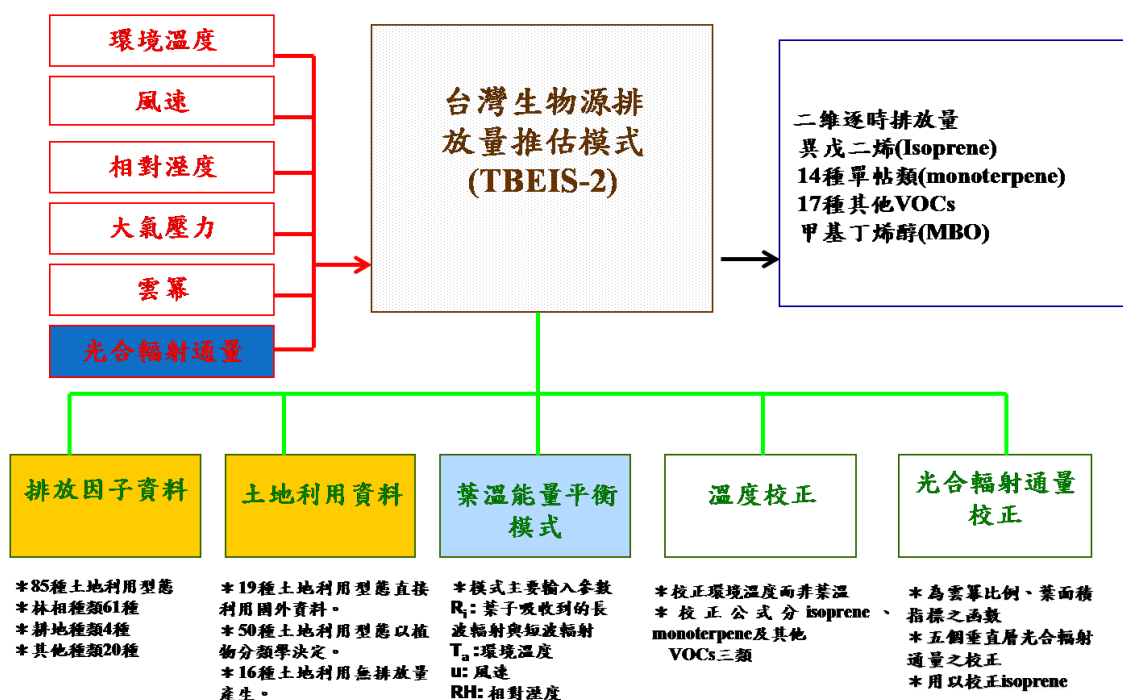 環境溫度
風速
相對溼度
大氣壓力
雲冪
光合輻射通量
台灣生物源排
放量推估模式
(TBEIS-2)
二維逐時排放量
異戊二烯(Isoprene)
14種單帖類(monoterpene)
17種其他VOCs
甲基丁烯醇(MBO)
排放因子資料
＊85種土地利用型態
＊林相種類61種
＊耕地種類4種
＊其他種類20種
土地利用資料
＊19種土地利用型態直接
利用國外資料。
＊50種土地利用型態以植
物分類學決定。
＊16種土地利用無排放量
產生。
葉溫能量平衡
模式
＊模式主要輸入參數
Ri: 葉子吸收到的長
波輻射與短波輻射
Ta:環境溫度
u: 風速
RH: 相對溼度
溫度校正
＊校正環境溫度而非葉溫
＊校正公式分isoprene、
monoterpene及其他
VOCs三類
光合輻射通量
校正
＊為雲冪比例、葉面積
指標之函數
＊五個垂直層光合輻射
通量之校正
＊用以校正isoprene